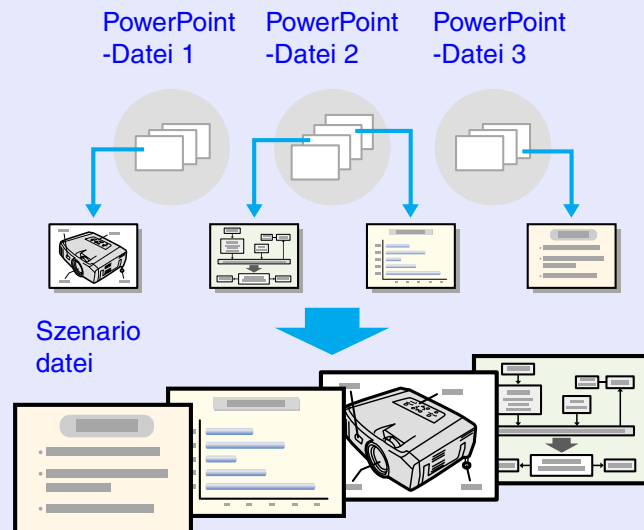 PowerPoint
-Datei 1
PowerPoint
-Datei 2
PowerPoint
-Datei 3
Szenario
datei